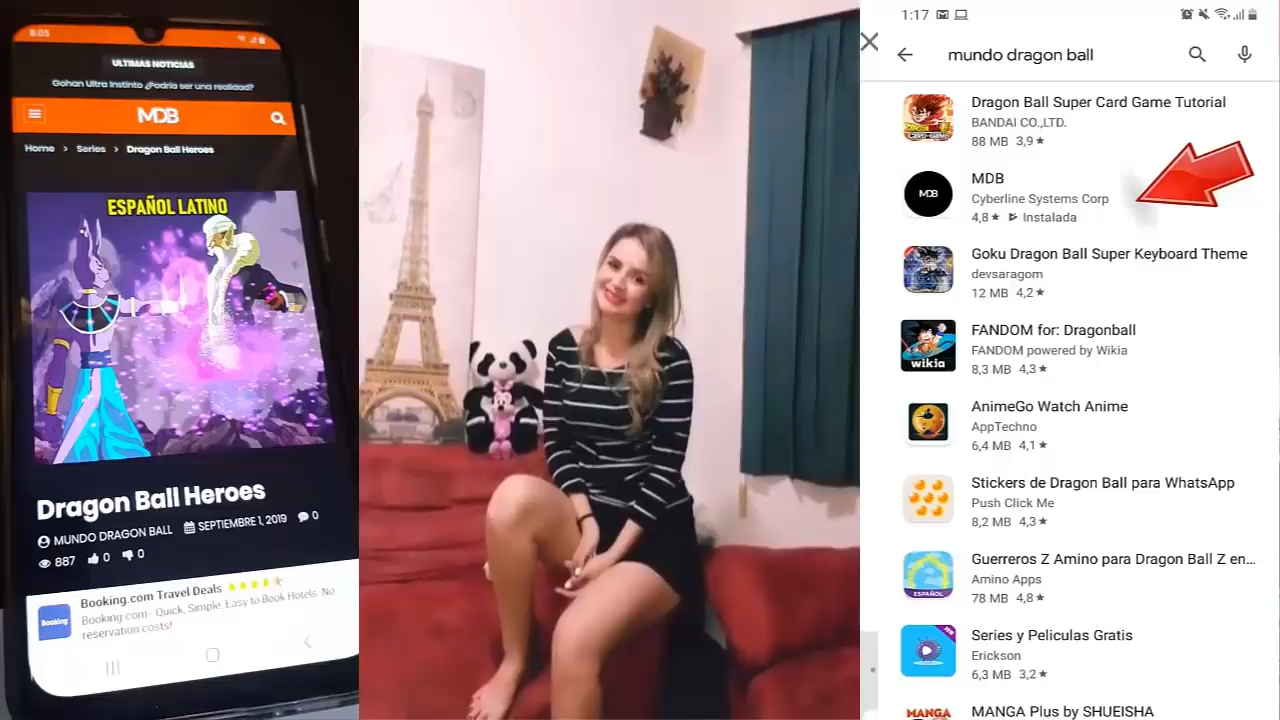 8:05
ULTIMAS NOTICIAS
Gohan Ultra Instinto ¿Podría ser una realidad?
MDB
Home > Series > Dragon Ball Heroes
ESPAÑOL LATINO
Dragon Ball Heroes
MUNDO DRAGON BALL SEPTIEMBRE 1, 2019 0
887 0 0
Booking.com Travel Deals
Booking
Booking.com - Quick, Simple, Easy to Book Hotels. No
reservation costs!
1:17
mundo dragon ball
Dragon Ball Super Card Game Tutorial
BANDAI CO.,LTD.
88 MB 3,9★
MDB
MDB
Cyberline Systems Corp
4,8★ Instalada
Goku Dragon Ball Super Keyboard Theme
devsaragom
12 MB 4,2★
FANDOM for: Dragonball
FANDOM powered by Wikia
wikia
8,3 MB 4,3★
AnimeGo Watch Anime
AppTechno
6,4 MB 4,1★
Stickers de Dragon Ball para WhatsApp
Push Click Me
8,2 MB 4,3★
Guerreros Z Amino para Dragon Ball Z en...
Amino Apps
ESPAÑOL
78 MB 4,8★
Series y Peliculas Gratis
Erickson
6,3 MB 3,2★
MANGA Plus by SHUEISHA
MANGA